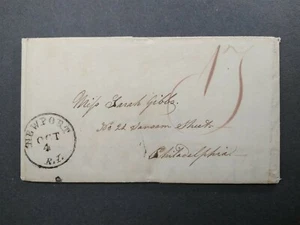 Miss Sarah Gibbs.
No 22 Sansom Street.
Philadelphia
NEWPORT
OCT
4
R.I.